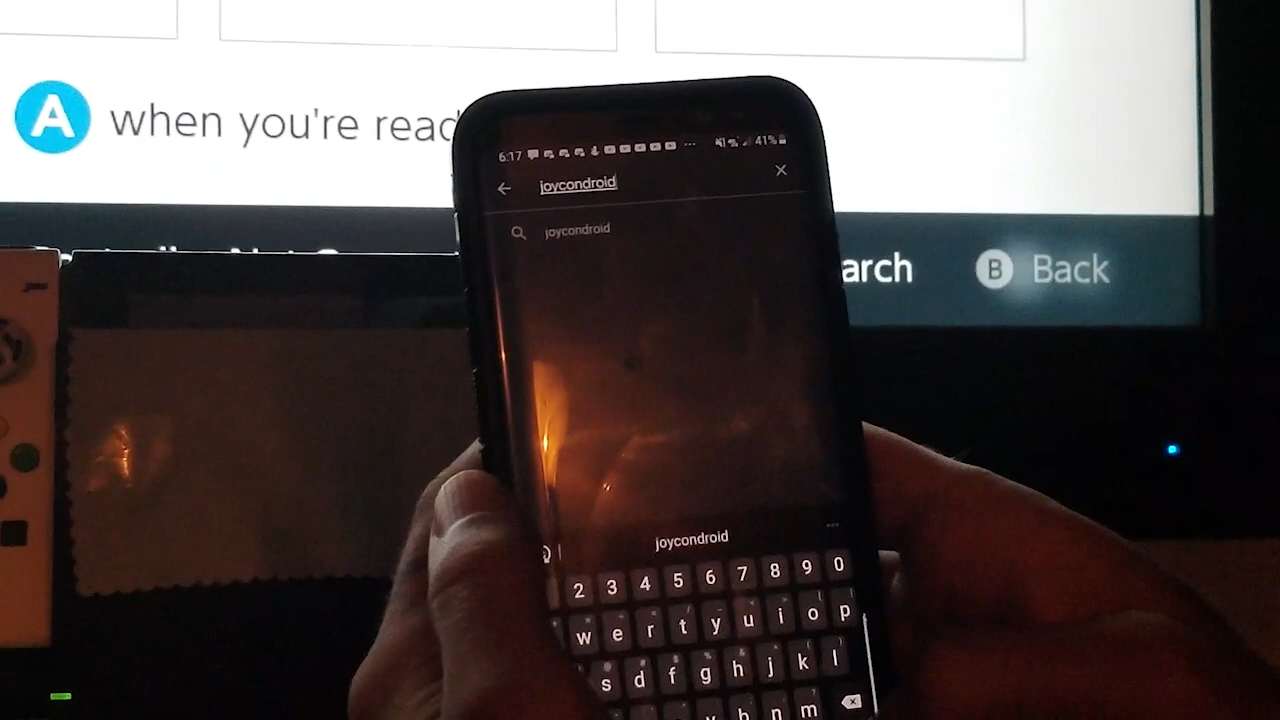 A when you're read
6:17 41%
joycondroid
joycondroid
arch B Back
joycondroid
2 3 4 5 6 7 8 9 0
w e r t y u i o p
s d f g h j k l
v b n m